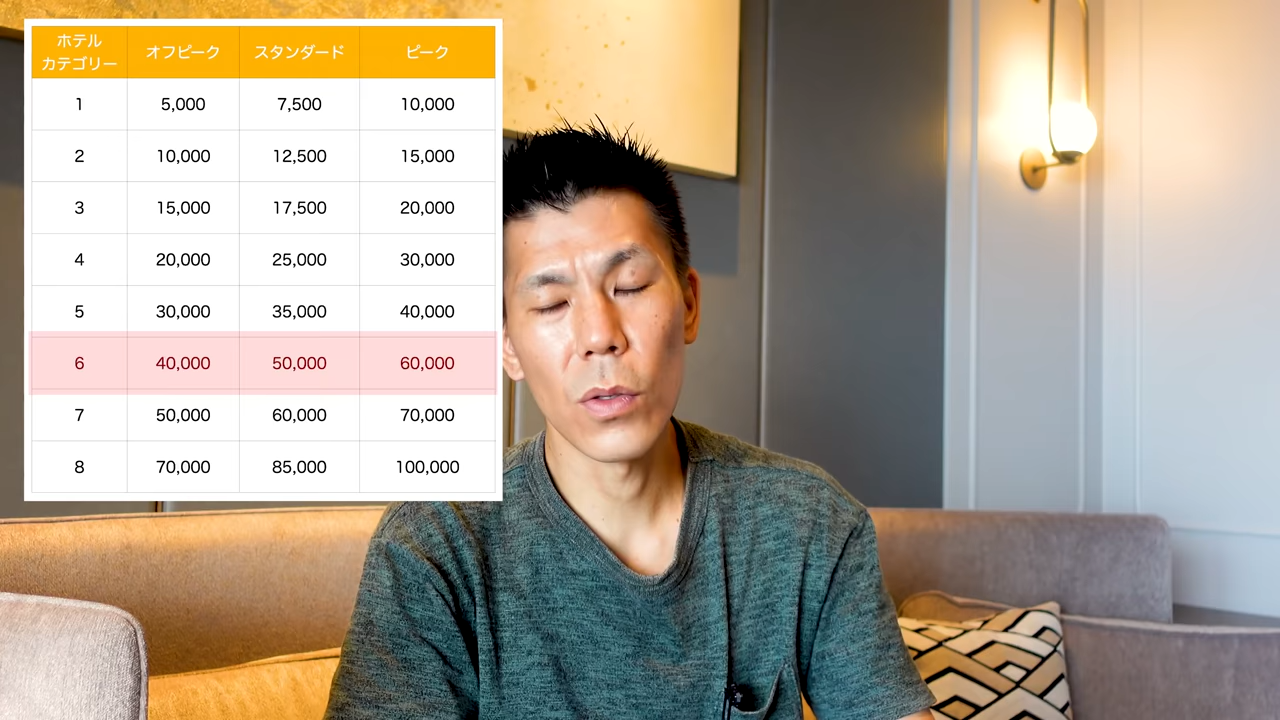 ホテル
カテゴリー オフピーク スタンダード ピーク
1 5,000 7,500 10,000
2 10,000 12,500 15,000
3 15,000 17,500 20,000
4 20,000 25,000 30,000
5 30,000 35,000 40,000
6 40,000 50,000 60,000
7 50,000 60,000 70,000
8 70,000 85,000 100,000